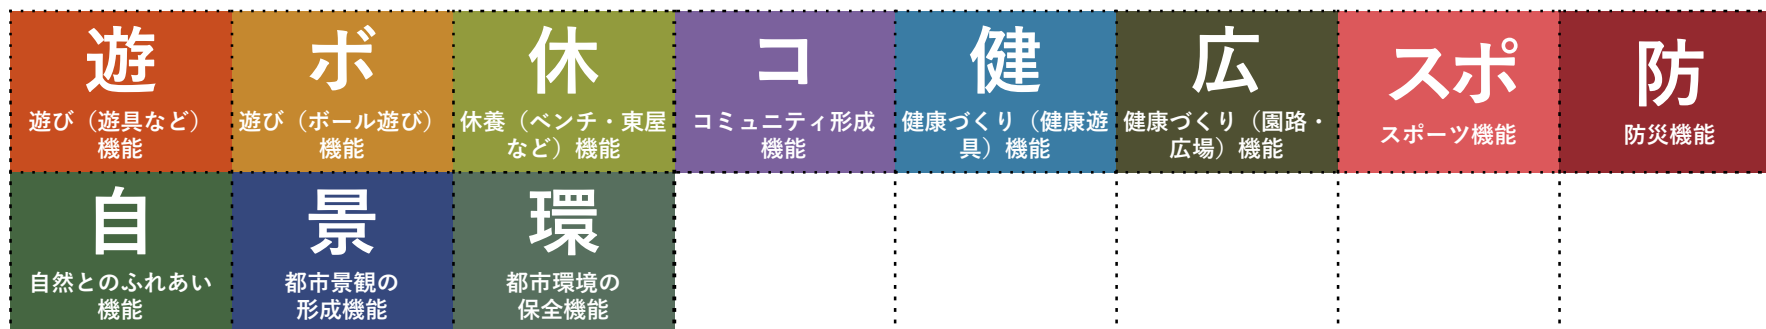 遊
遊び（遊具など）
機能
ボ
遊び（ボール遊び）
機能
休
休養（ベンチ・東屋
など）機能
コ
コミュニティ形成
機能
健
健康づくり（健康遊
具）機能
広
健康づくり（園路・
広場）機能
スポ
スポーツ機能
防
防災機能
自
自然とのふれあい
機能
景
都市景観の
形成機能
環
都市環境の
保全機能